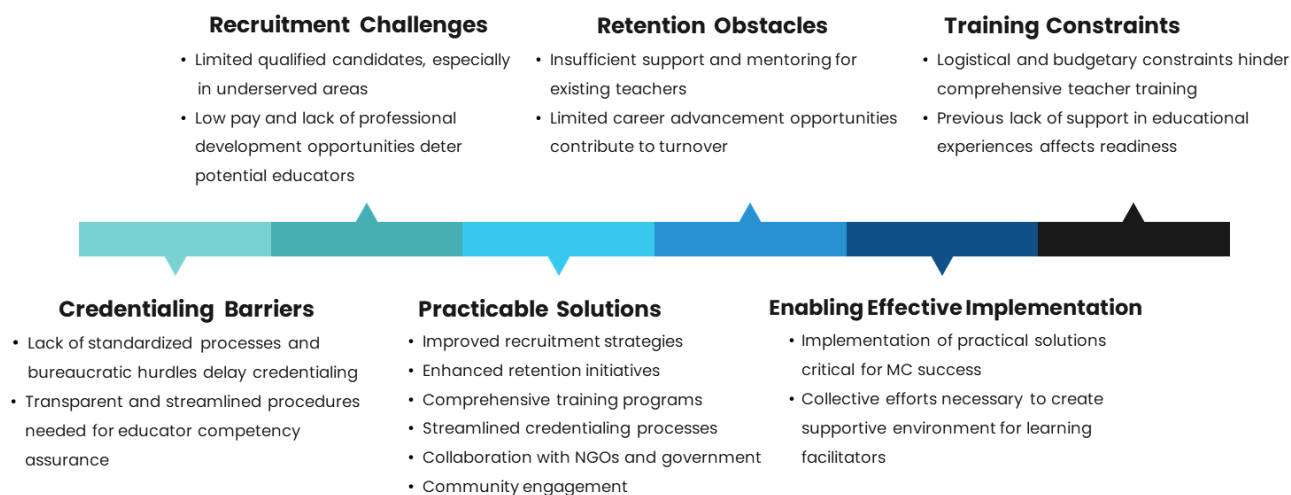 Recruitment Challenges
• Limited qualified candidates, especially
in underserved areas
• Low pay and lack of professional
development opportunities deter
potential educators
Retention Obstacles
• Insufficient support and mentoring for
existing teachers
• Limited career advancement opportunities
contribute to turnover
Training Constraints
• Logistical and budgetary constraints hinder
comprehensive teacher training
• Previous lack of support in educational
experiences affects readiness
Credentialing Barriers
• Lack of standardized processes and
bureaucratic hurdles delay credentialing
• Transparent and streamlined procedures
needed for educator competency
assurance
Practicable Solutions
• Improved recruitment strategies
• Enhanced retention initiatives
• Comprehensive training programs
• Streamlined credentialing processes
• Collaboration with NGOs and government
• Community engagement
Enabling Effective Implementation
• Implementation of practical solutions
critical for MC success
• Collective efforts necessary to create
supportive environment for learning
facilitators